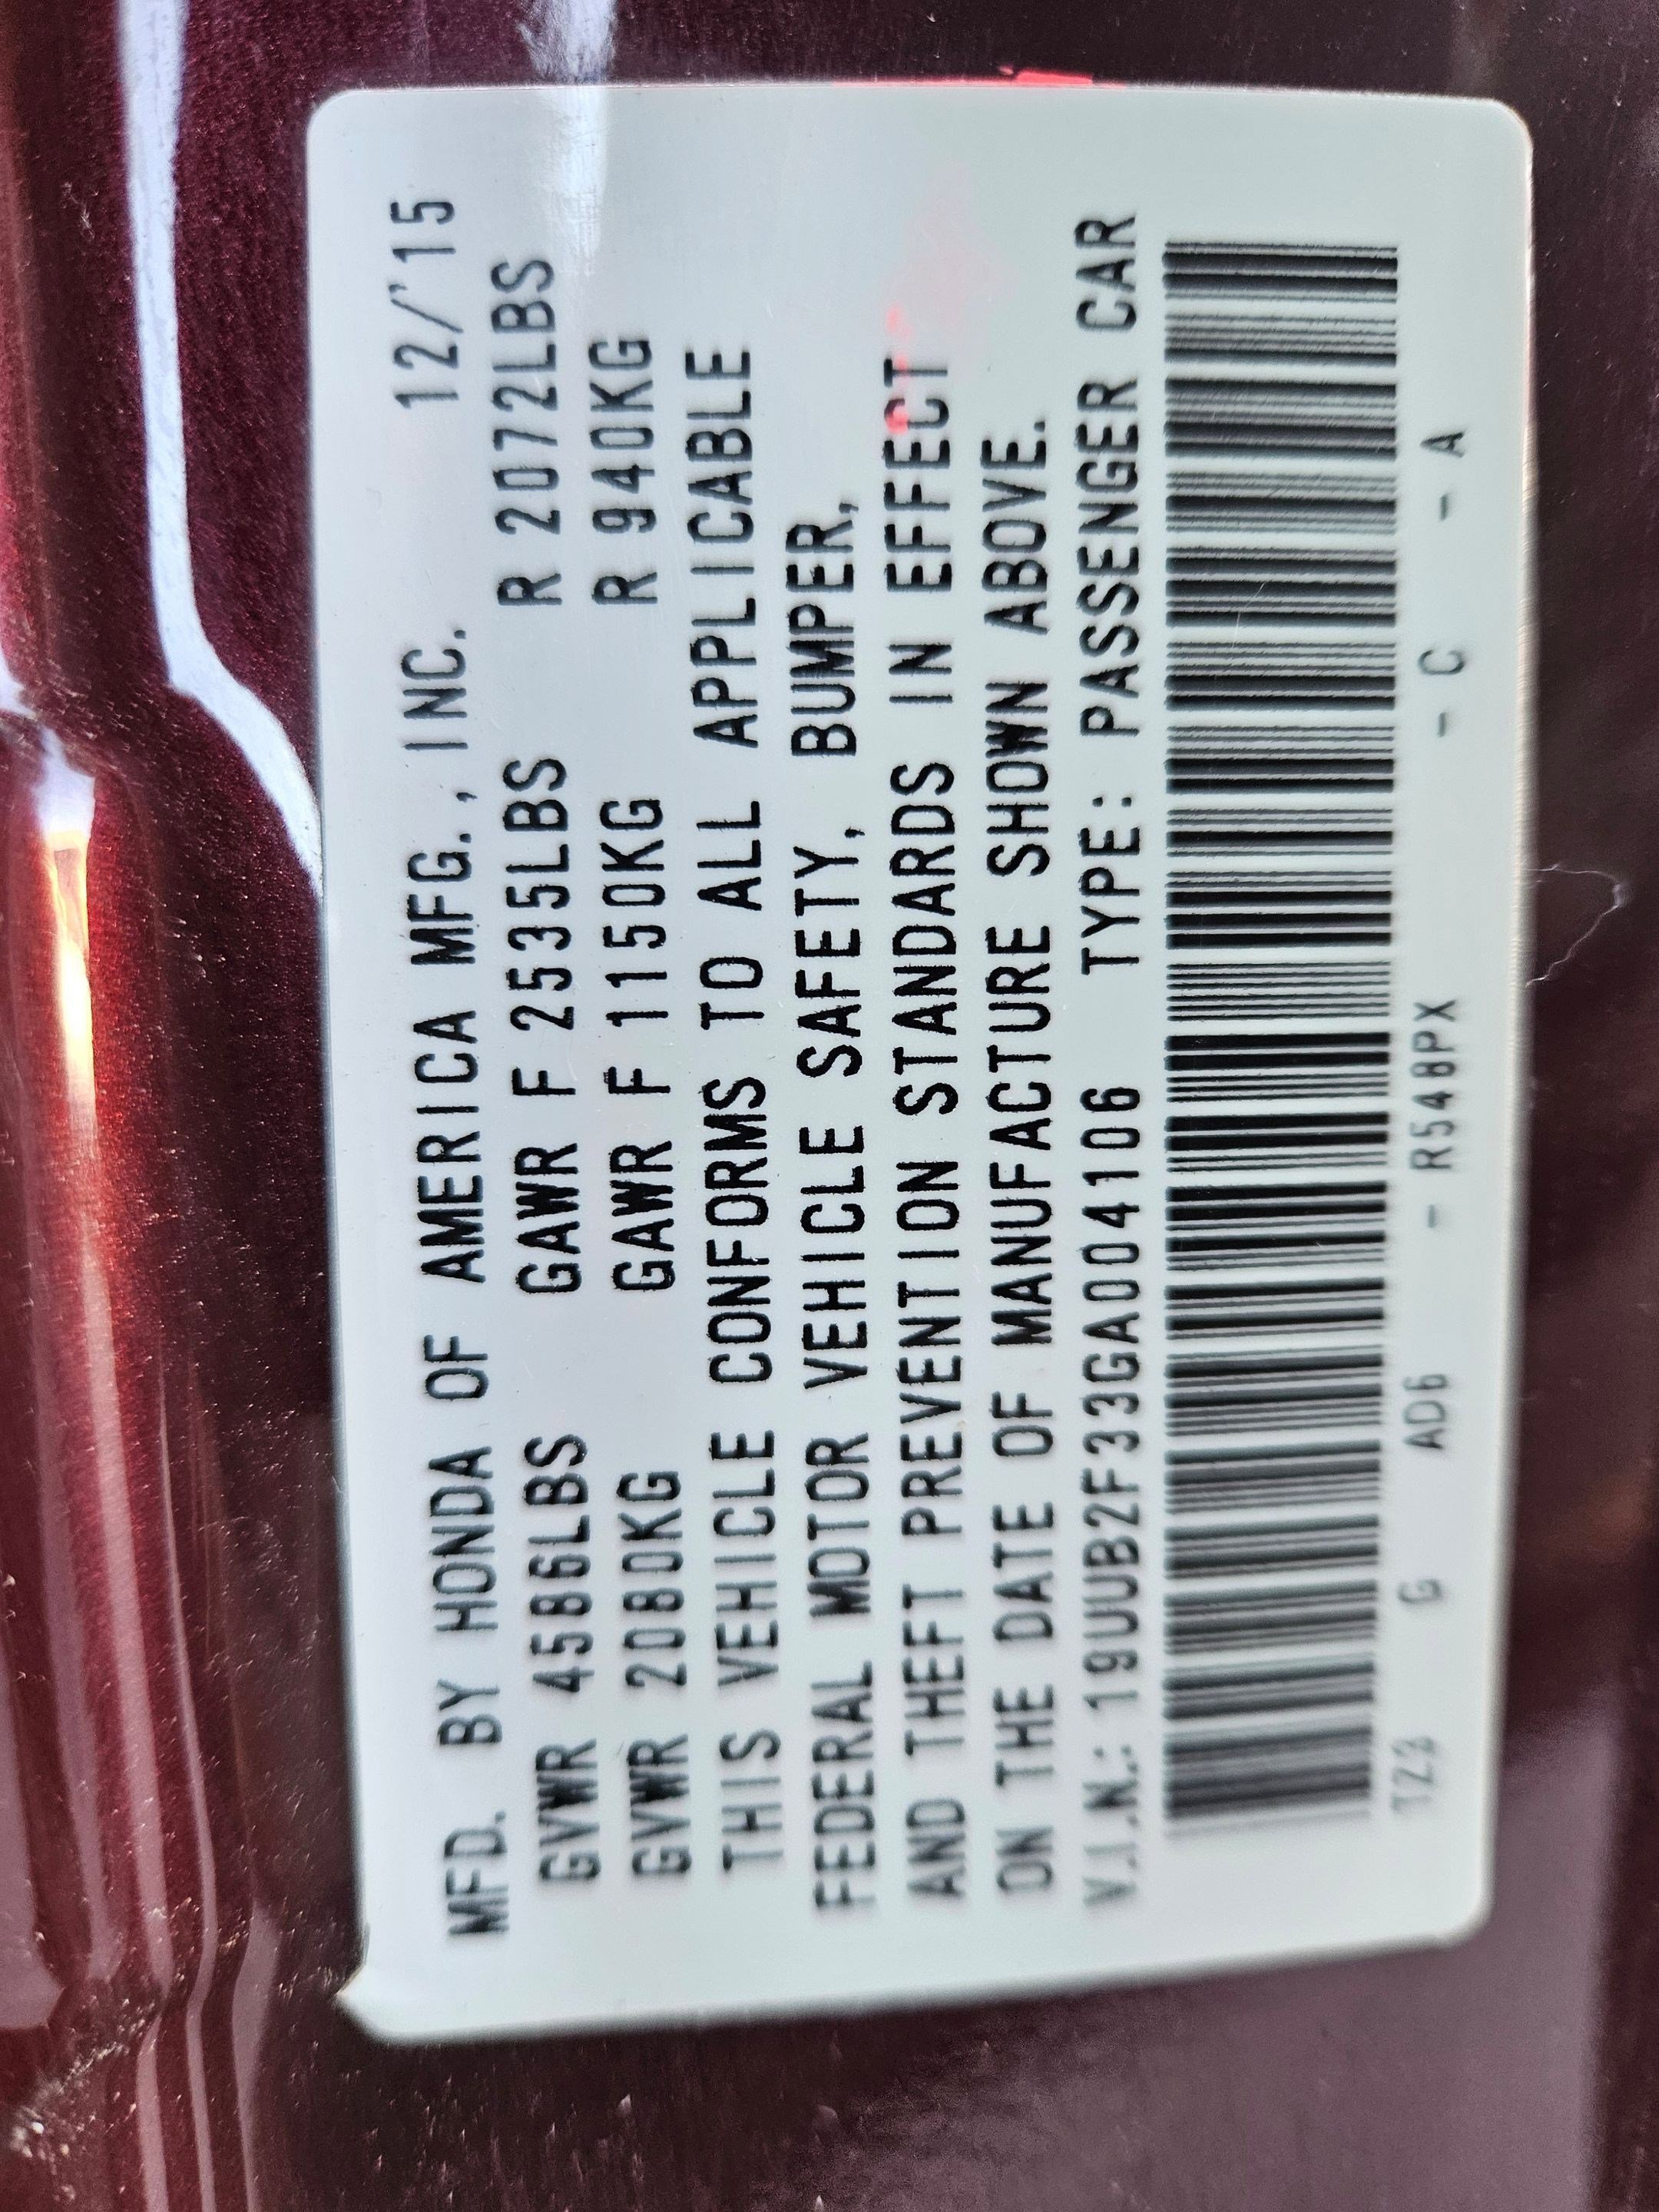 MFD. BY HONDA OF AMERICA MFG., INC. 12/'15
GVWR 4586LBS GAWR F 2535LBS R 2072LBS
GVWR 2080KG GAWR F 1150KG R 940KG
THIS VEHICLE CONFORMS TO ALL APPLICABLE
FEDERAL MOTOR VEHICLE SAFETY, BUMPER,
AND THEFT PREVENTION STANDARDS IN EFFECT
ON THE DATE OF MANUFACTURE SHOWN ABOVE.
V.I.N.: 19UUB2F33GA004106 TYPE: PASSENGER CAR
TZ3 G AD6 - R548PX - C - A